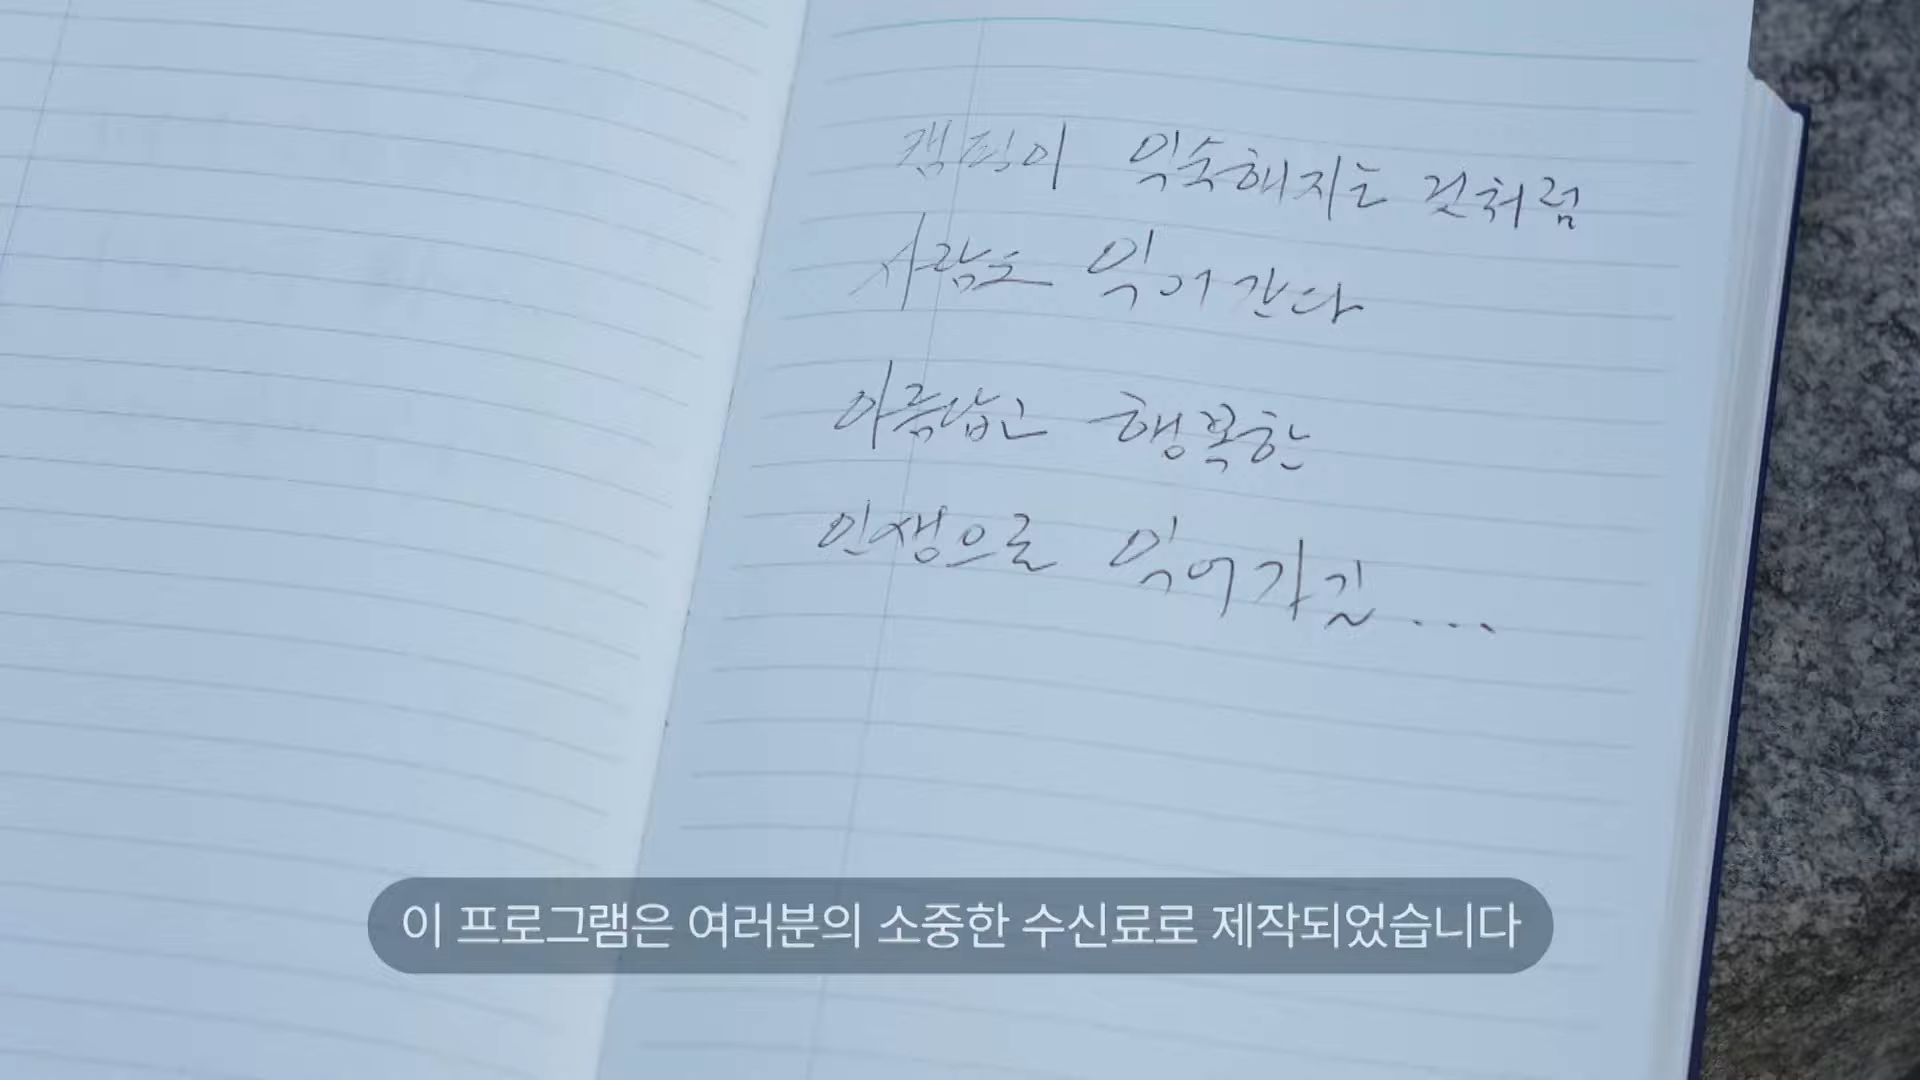 캠핑이 익숙해지는 것처럼
사람도 익어간다
아름답고 행복한
인생으로 익어가길...
이 프로그램은 여러분의 소중한 수신료로 제작되었습니다